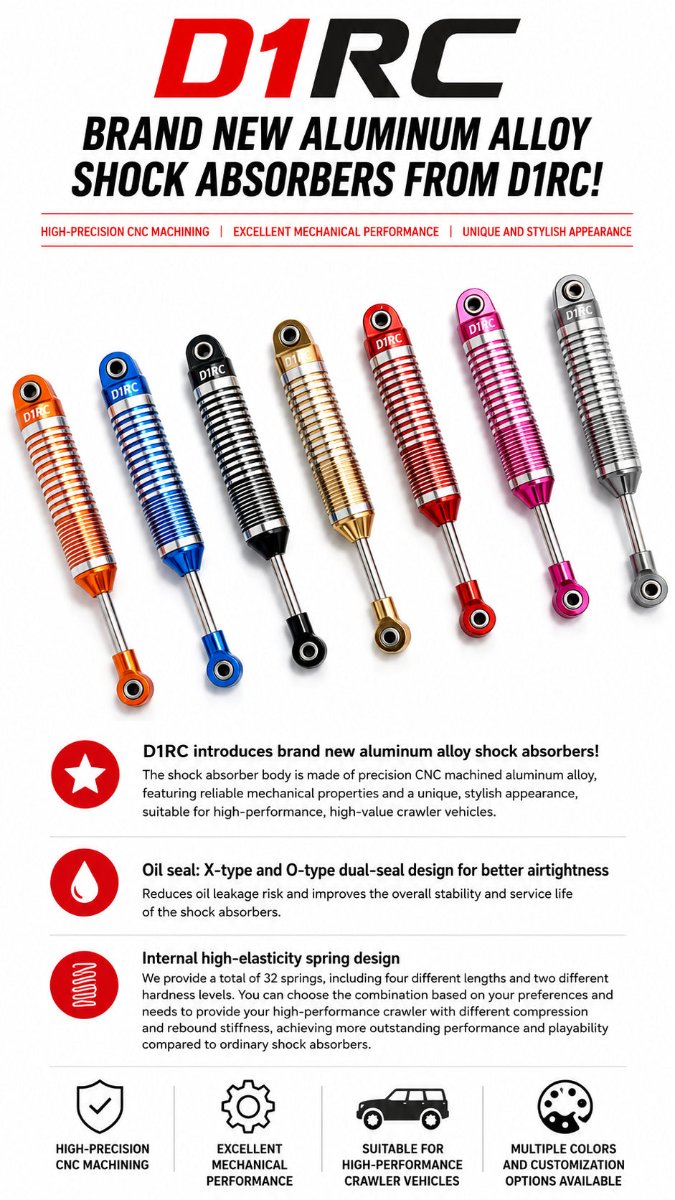 D1RC
BRAND NEW ALUMINUM ALLOY
SHOCK ABSORBERS FROM D1RC!
HIGH-PRECISION CNC MACHINING | EXCELLENT MECHANICAL PERFORMANCE | UNIQUE AND STYLISH APPEARANCE
D1RC
D1RC
D1RC
D1RC
D1RC
D1RC
D1RC
D1RC introduces brand new aluminum alloy shock absorbers!
The shock absorber body is made of precision CNC machined aluminum alloy,
featuring reliable mechanical properties and a unique, stylish appearance,
suitable for high-performance, high-value crawler vehicles.
Oil seal: X-type and O-type dual-seal design for better airtightness
Reduces oil leakage risk and improves the overall stability and service life
of the shock absorbers.
Internal high-elasticity spring design
We provide a total of 32 springs, including four different lengths and two different
hardness levels. You can choose the combination based on your preferences and
needs to provide your high-performance crawler with different compression
and rebound stiffness, achieving more outstanding performance and playability
compared to ordinary shock absorbers.
HIGH-PRECISION
CNC MACHINING
EXCELLENT
MECHANICAL
PERFORMANCE
SUITABLE FOR
HIGH-PERFORMANCE
CRAWLER VEHICLES
MULTIPLE COLORS
AND CUSTOMIZATION
OPTIONS AVAILABLE